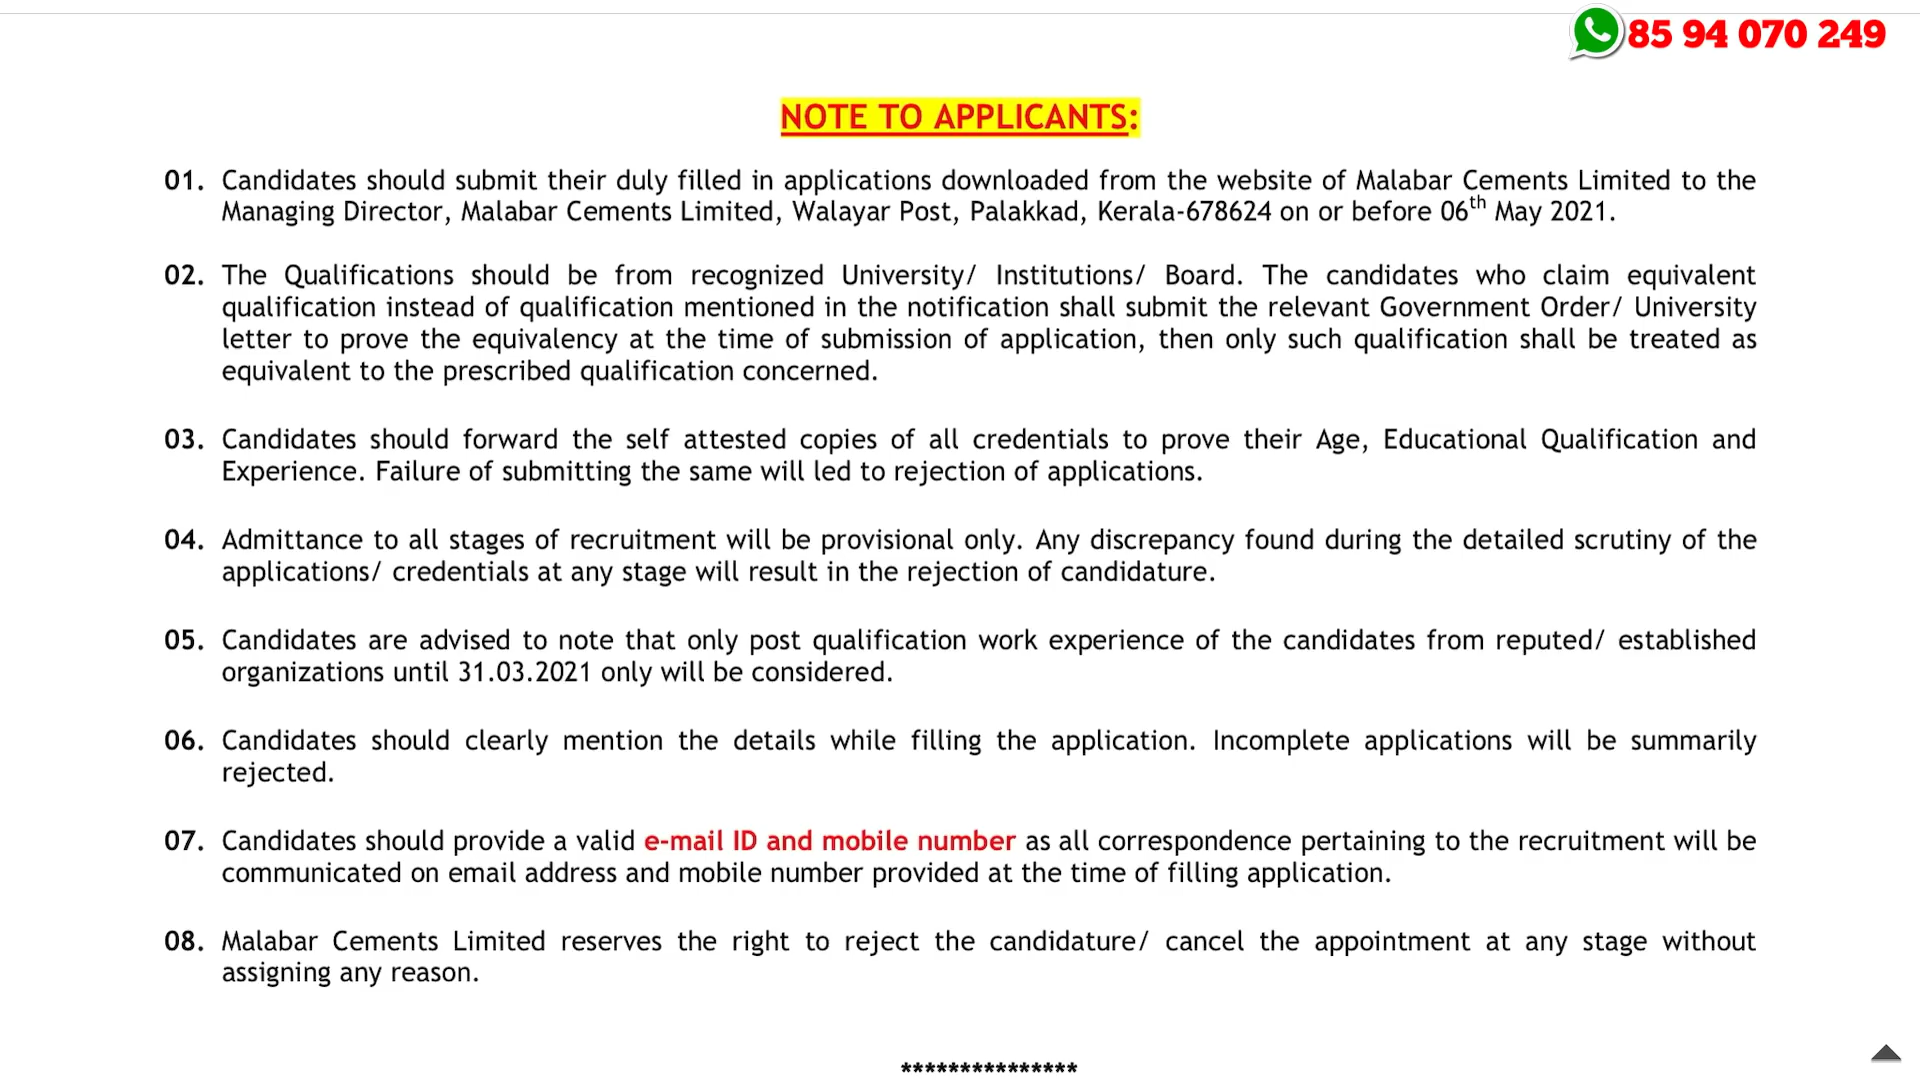 85 94 070 249
NOTE TO APPLICANTS:
01. Candidates should submit their duly filled in applications downloaded from the website of Malabar Cements Limited to the
Managing Director, Malabar Cements Limited, Walayar Post, Palakkad, Kerala-678624 on or before 06th May 2021.
02. The Qualifications should be from recognized University/ Institutions/ Board. The candidates who claim equivalent
qualification instead of qualification mentioned in the notification shall submit the relevant Government Order/ University
letter to prove the equivalency at the time of submission of application, then only such qualification shall be treated as
equivalent to the prescribed qualification concerned.
03. Candidates should forward the self attested copies of all credentials to prove their Age, Educational Qualification and
Experience. Failure of submitting the same will led to rejection of applications.
04. Admittance to all stages of recruitment will be provisional only. Any discrepancy found during the detailed scrutiny of the
applications/ credentials at any stage will result in the rejection of candidature.
05. Candidates are advised to note that only post qualification work experience of the candidates from reputed/ established
organizations until 31.03.2021 only will be considered.
06. Candidates should clearly mention the details while filling the application. Incomplete applications will be summarily
rejected.
07. Candidates should provide a valid e-mail ID and mobile number as all correspondence pertaining to the recruitment will be
communicated on email address and mobile number provided at the time of filling application.
08. Malabar Cements Limited reserves the right to reject the candidature/ cancel the appointment at any stage without
assigning any reason.
***************